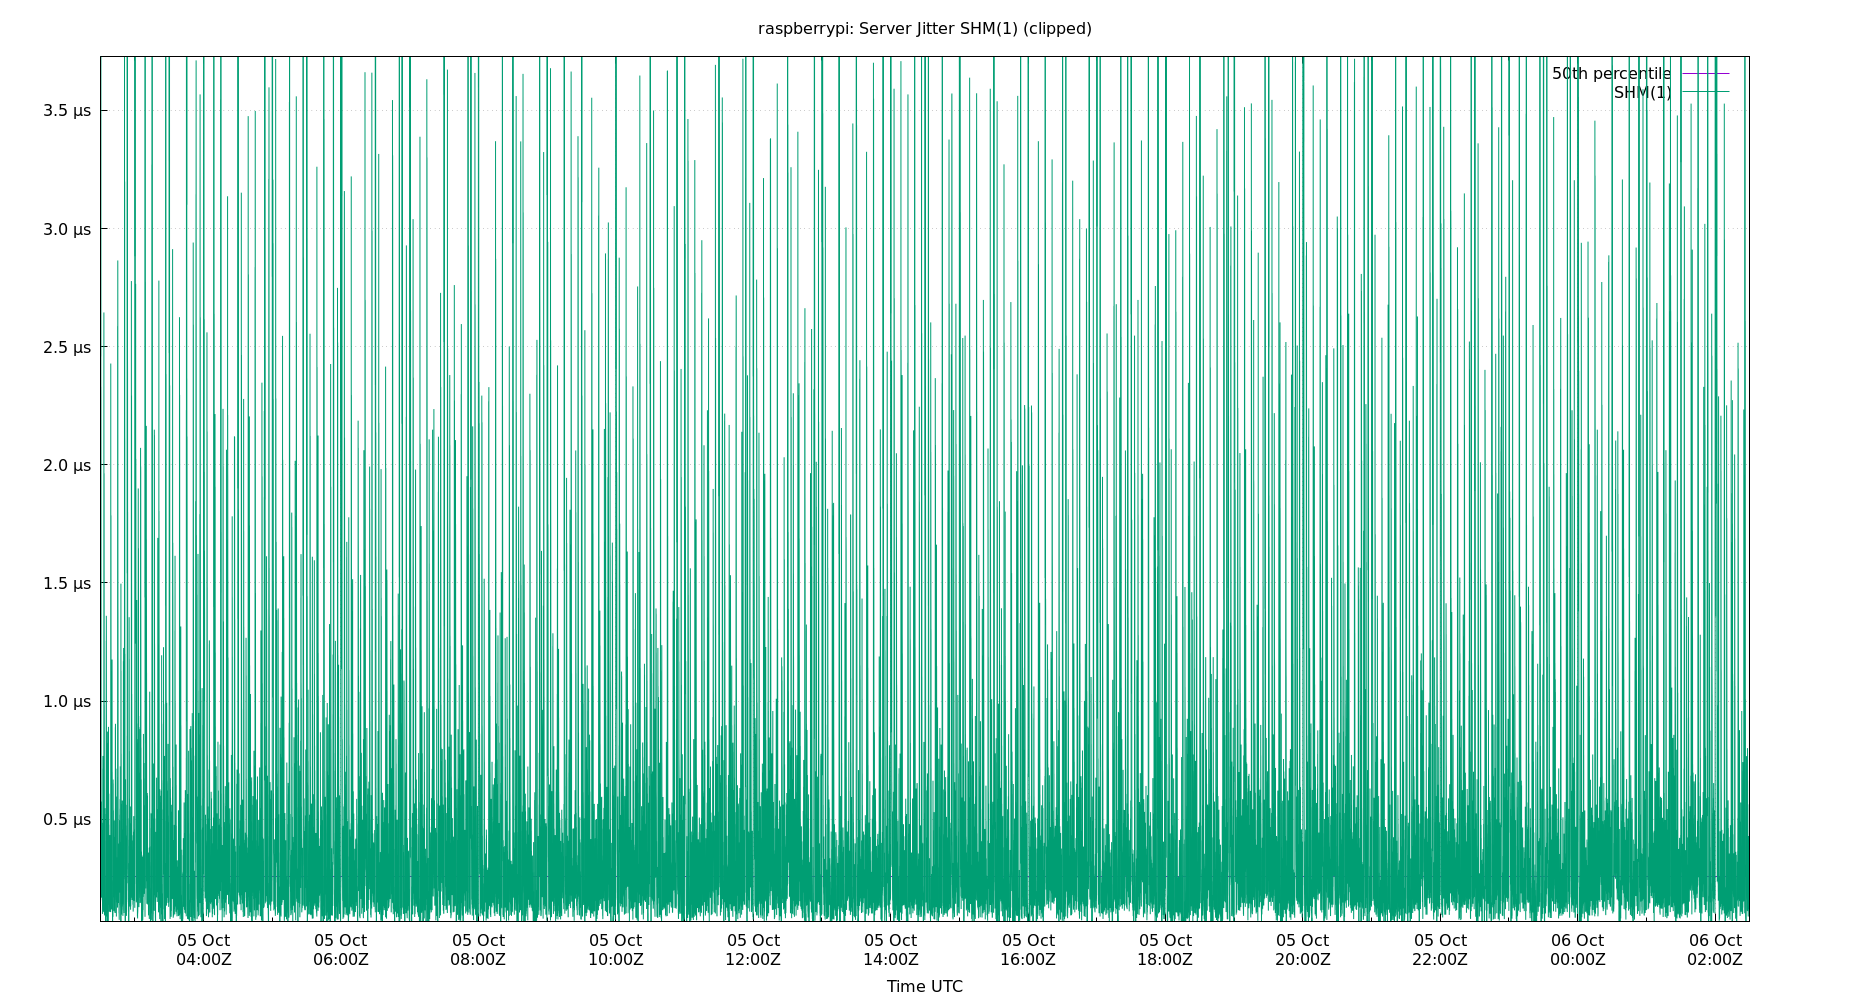 raspberrypi: Server Jitter SHM(1) (clipped)
50th percentile
SHM(1)
3.5 µs
3.0 µs
2.5 µs
2.0 µs
1.5 µs
1.0 µs
0.5 µs
05 Oct 05 Oct 05 Oct 05 Oct 05 Oct 05 Oct 05 Oct 05 Oct 05 Oct 05 Oct 06 Oct 06 Oct
04:00Z 06:00Z 08:00Z 10:00Z 12:00Z 14:00Z 16:00Z 18:00Z 20:00Z 22:00Z 00:00Z 02:00Z
Time UTC